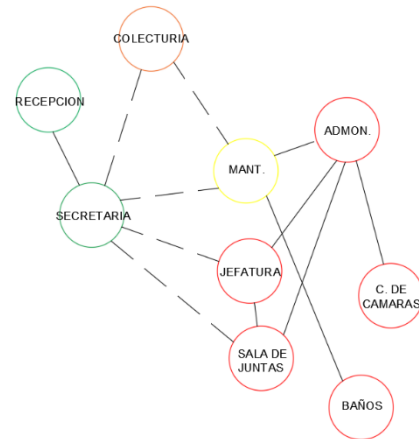 COLECTURIA
RECEPCION
ADMON.
MANT.
SECRETARIA
JEFATURA
C. DE
CAMARAS
SALA DE
JUNTAS
BAÑOS